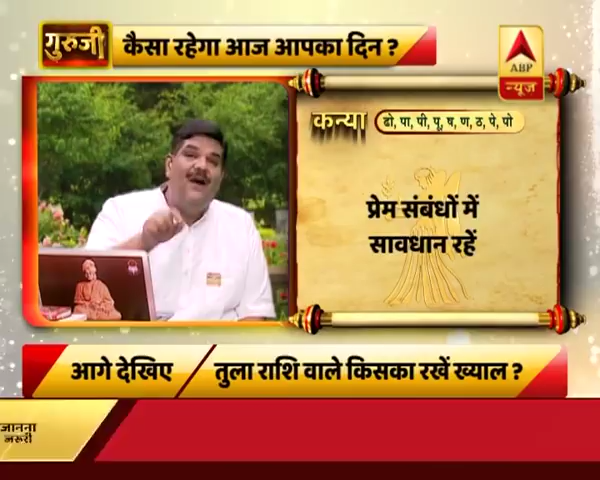 गुरुजी
कैसा रहेगा आज आपका दिन ?
ABP
न्यूज़
कन्या
ढो, पा, पी, पू, ष, ण, ठ, पे, पो
प्रेम संबंधों में
सावधान रहें
आगे देखिए
तुला राशि वाले किसका रखें ख्याल ?
जानना
जरूरी